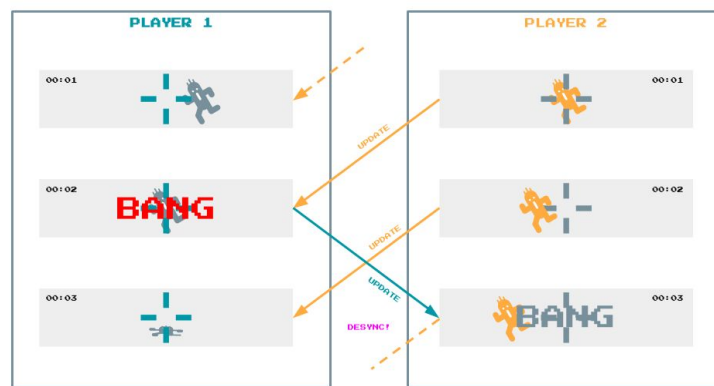 PLAYER 1
PLAYER 2
00:01
00:01
UPDATE
00:02
BANG
00:02
UPDATE
UPDATE
00:03
00:03
BANG
DESYNC!